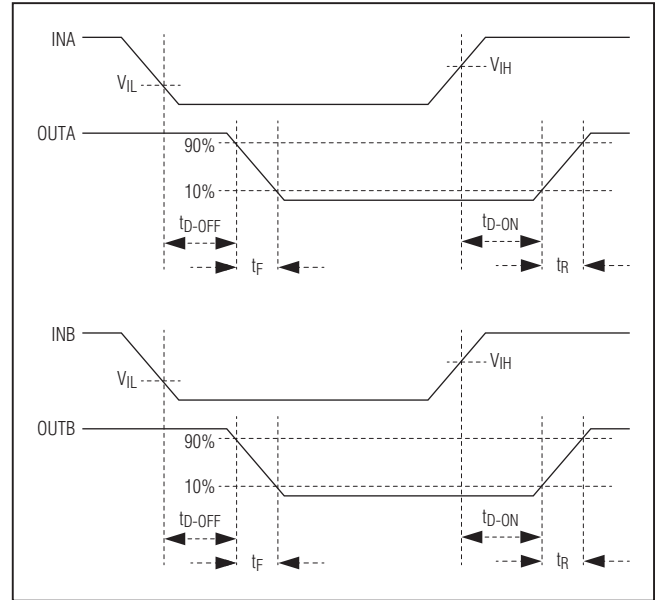 INA
VIH
VIL
OUTA
90%
10%
tD-OFF
tD-ON
tF
tR
INB
VIL
VIH
OUTB
90%
10%
tD-OFF
tD-ON
tF
tR